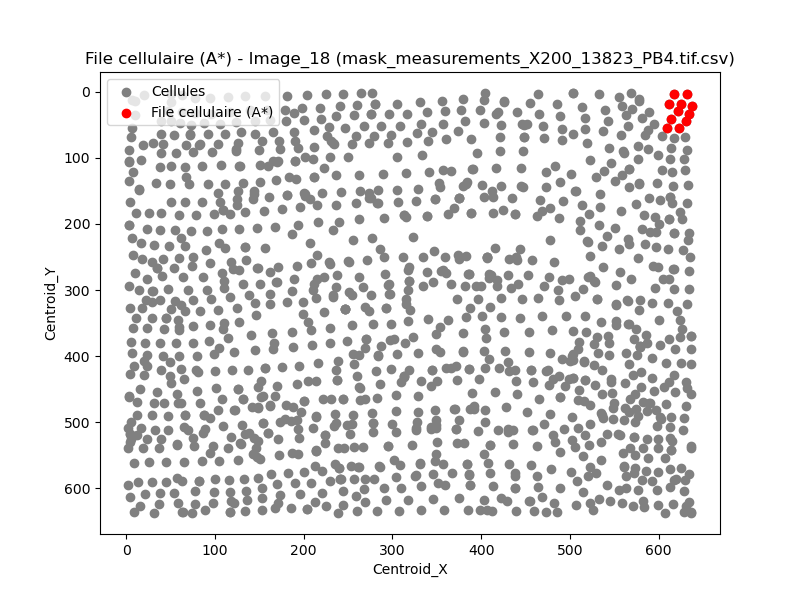 File cellulaire (A*) - Image_18 (mask_measurements_X200_13823_PB4.tif.csv)
Cellules
File cellulaire (A*)
0
100
200
300
400
500
600
Centroid_Y
0 100 200 300 400 500 600
Centroid_X